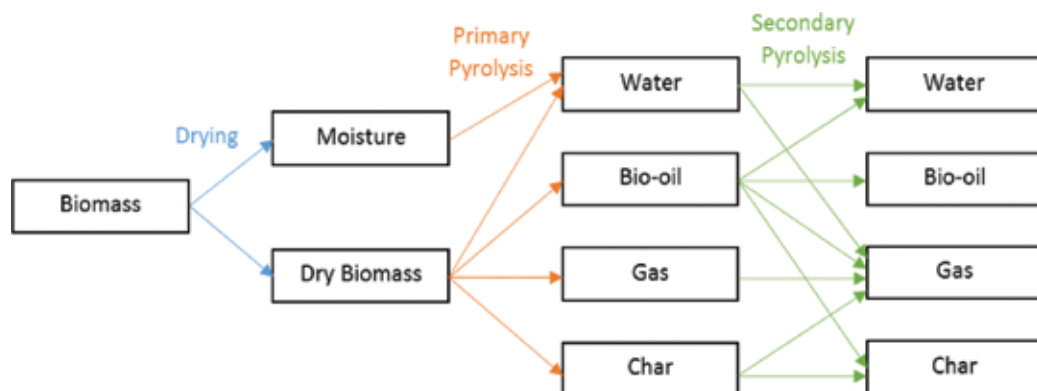 Primary
Pyrolysis
Secondary
Pyrolysis
Water
Water
Drying
Moisture
Bio-oil
Bio-oil
Biomass
Dry Biomass
Gas
Gas
Char
Char